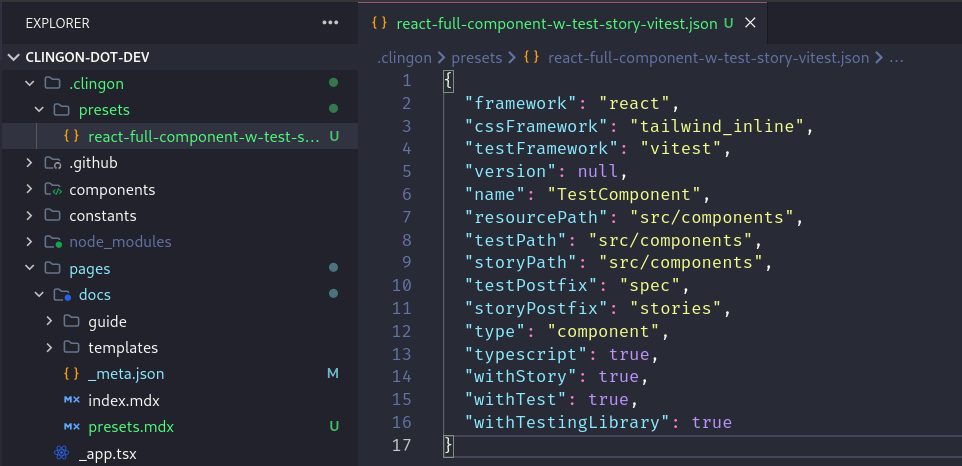 EXPLORER ...
CLINGON-DOT-DEV
.clingon
presets
{} react-full-component-w-test-s... U
.github
components
constants
node_modules
pages
docs
guide
templates
{} _meta.json M
index.mdx
presets.mdx U
_app.tsx
{} react-full-component-w-test-story-vitest.json U ×
.clingon > presets > {} react-full-component-w-test-story-vitest.json > ...
1 {
2 "framework": "react",
3 "cssFramework": "tailwind_inline",
4 "testFramework": "vitest",
5 "version": null,
6 "name": "TestComponent",
7 "resourcePath": "src/components",
8 "testPath": "src/components",
9 "storyPath": "src/components",
10 "testPostfix": "spec",
11 "storyPostfix": "stories",
12 "type": "component",
13 "typescript": true,
14 "withStory": true,
15 "withTest": true,
16 "withTestingLibrary": true
17 }